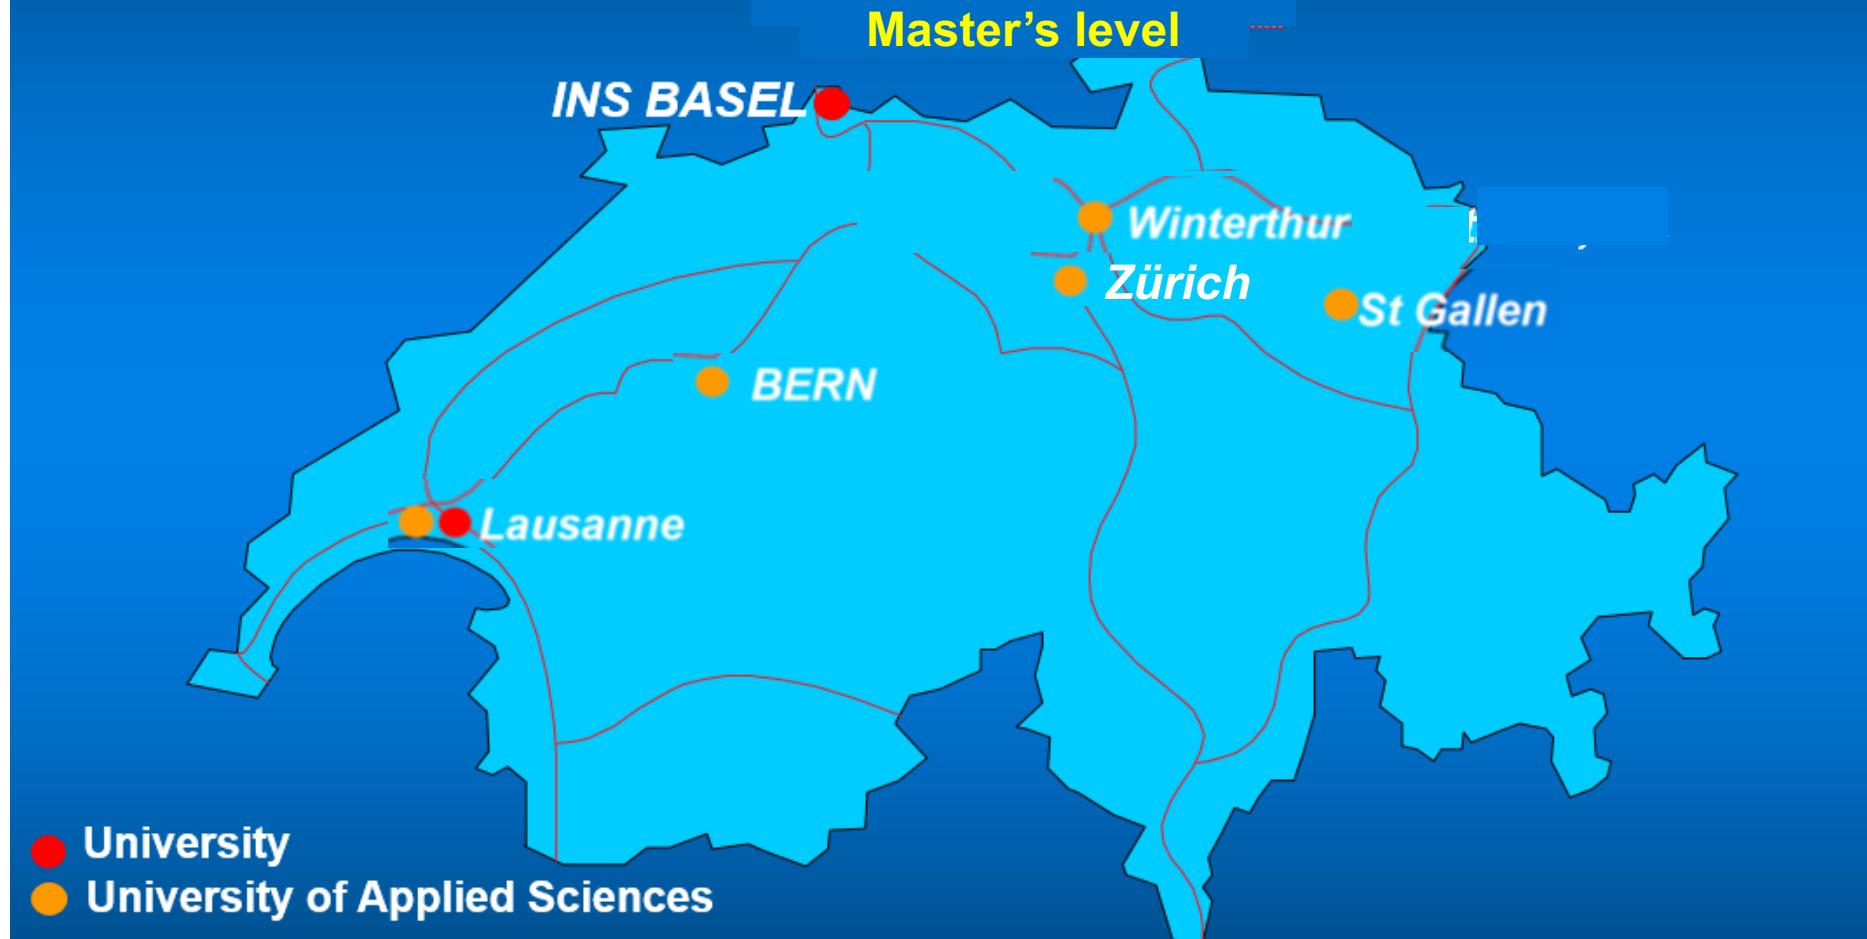 Master’s level
INS BASEL
Winterthur
Zürich
St Gallen
BERN
Lausanne
University
University of Applied Sciences